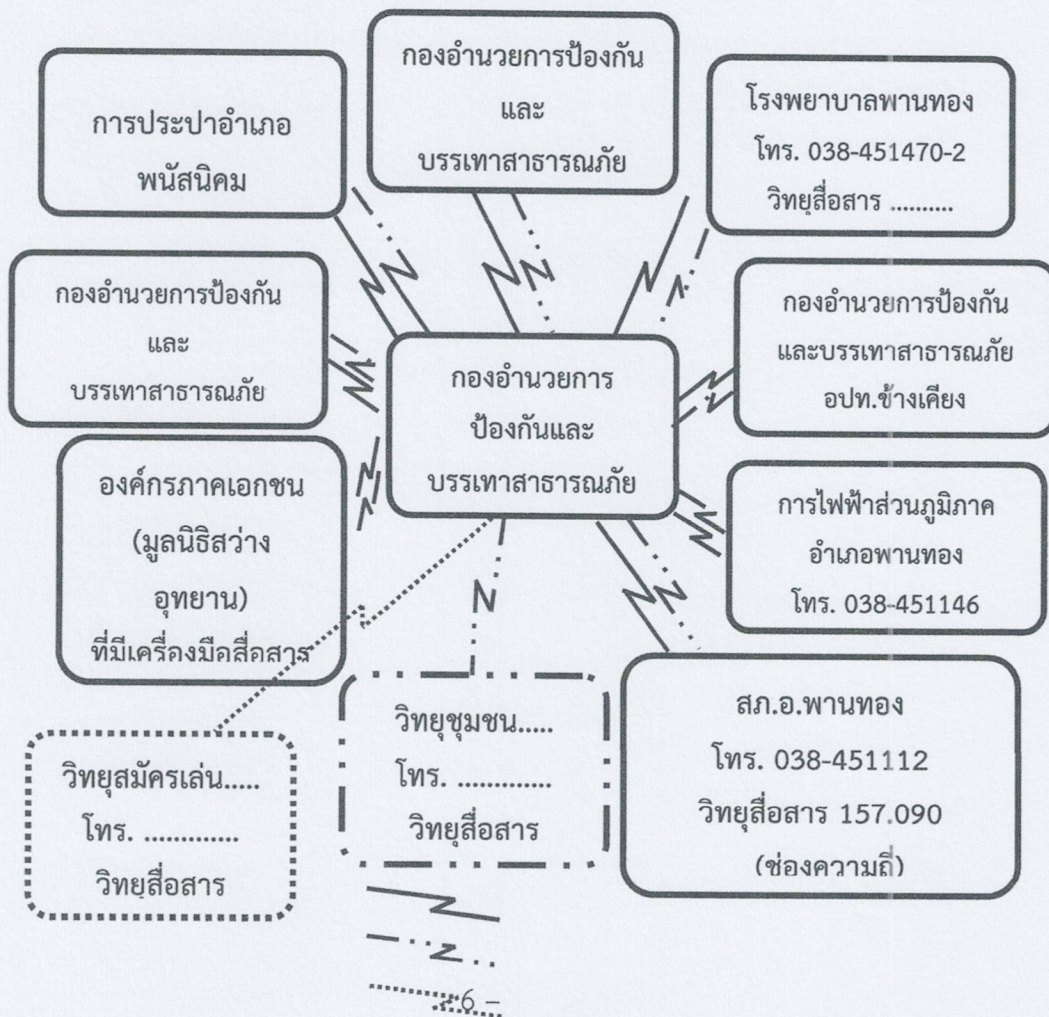 กองอำนวยการป้องกัน
และ
บรรเทาสาธารณภัย
การประปาอำเภอ
พนัสนิคม
โรงพยาบาลพานทอง
โทร. 038-451470-2
วิทยุสื่อสาร ..........
กองอำนวยการป้องกัน
และ
บรรเทาสาธารณภัย
กองอำนวยการ
ป้องกันและ
บรรเทาสาธารณภัย
กองอำนวยการป้องกัน
และบรรเทาสาธารณภัย
อปท.ข้างเคียง
องค์กรภาคเอกชน
(มูลนิธิสว่าง
อุทยาน)
ที่มีเครื่องมือสื่อสาร
การไฟฟ้าส่วนภูมิภาค
อำเภอพานทอง
โทร. 038-451146
วิทยุสมัครเล่น.....
โทร. .............
วิทยุสื่อสาร
วิทยุชุมชน.....
โทร. .............
วิทยุสื่อสาร
สภ.อ.พานทอง
โทร. 038-451112
วิทยุสื่อสาร 157.090
(ช่องความถี่)
6 –